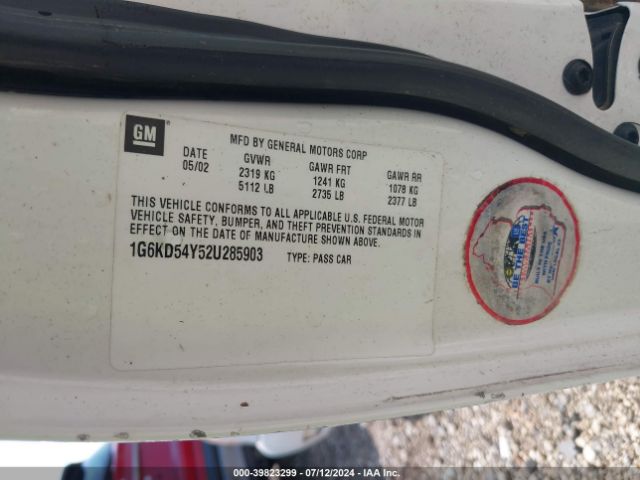 GM
MFD BY GENERAL MOTORS CORP
DATE GVWR GAWR FRT GAWR RR
05/02 2319 KG 1241 KG 1078 KG
5112 LB 2735 LB 2377 LB
THIS VEHICLE CONFORMS TO ALL APPLICABLE U.S. FEDERAL MOTOR
VEHICLE SAFETY, BUMPER, AND THEFT PREVENTION STANDARDS IN
EFFECT ON THE DATE OF MANUFACTURE SHOWN ABOVE.
1G6KD54Y52U285903 TYPE: PASS CAR
BE THE BEST
000-39823299 - 07/12/2024 - IAA Inc.